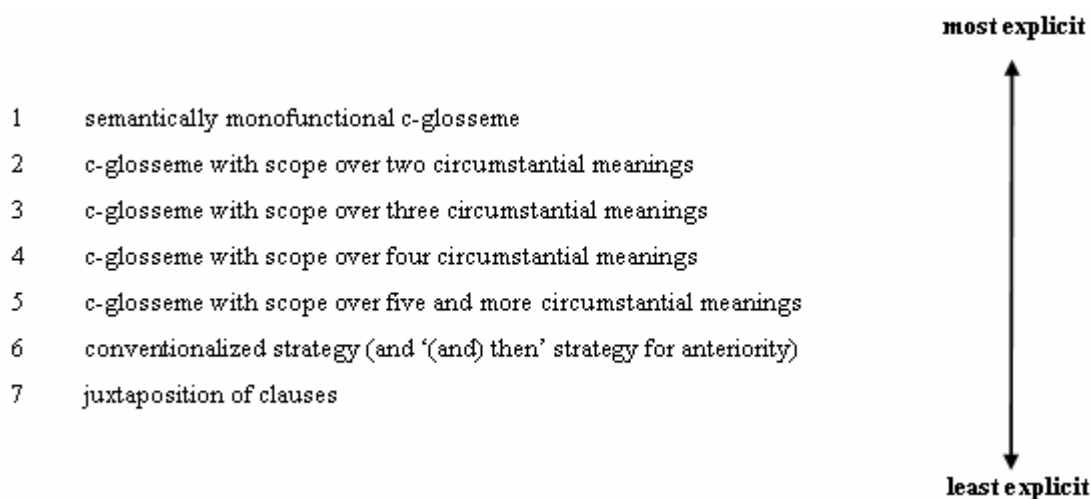 most explicit
1 semantically monofunctional c-glosseme
2 c-glosseme with scope over two circumstantial meanings
3 c-glosseme with scope over three circumstantial meanings
4 c-glosseme with scope over four circumstantial meanings
5 c-glosseme with scope over five and more circumstantial meanings
6 conventionalized strategy (and ‘(and) then’ strategy for anteriority)
7 juxtaposition of clauses
least explicit